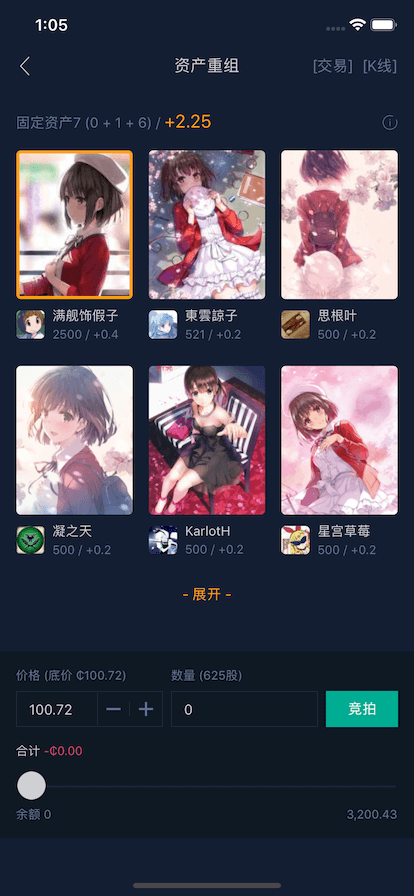 1:05
资产重组
[交易] [K线]
固定资产7 (0 + 1 + 6) / +2.25
满舰饰假子
2500 / +0.4
東雲諒子
521 / +0.2
思根叶
500 / +0.2
凝之天
500 / +0.2
KarlotH
500 / +0.2
星宫草莓
500 / +0.2
- 展开 -
价格 (底价 ₵100.72)
数量 (625股)
100.72
0
竞拍
合计 -₵0.00
余额 0
3,200.43